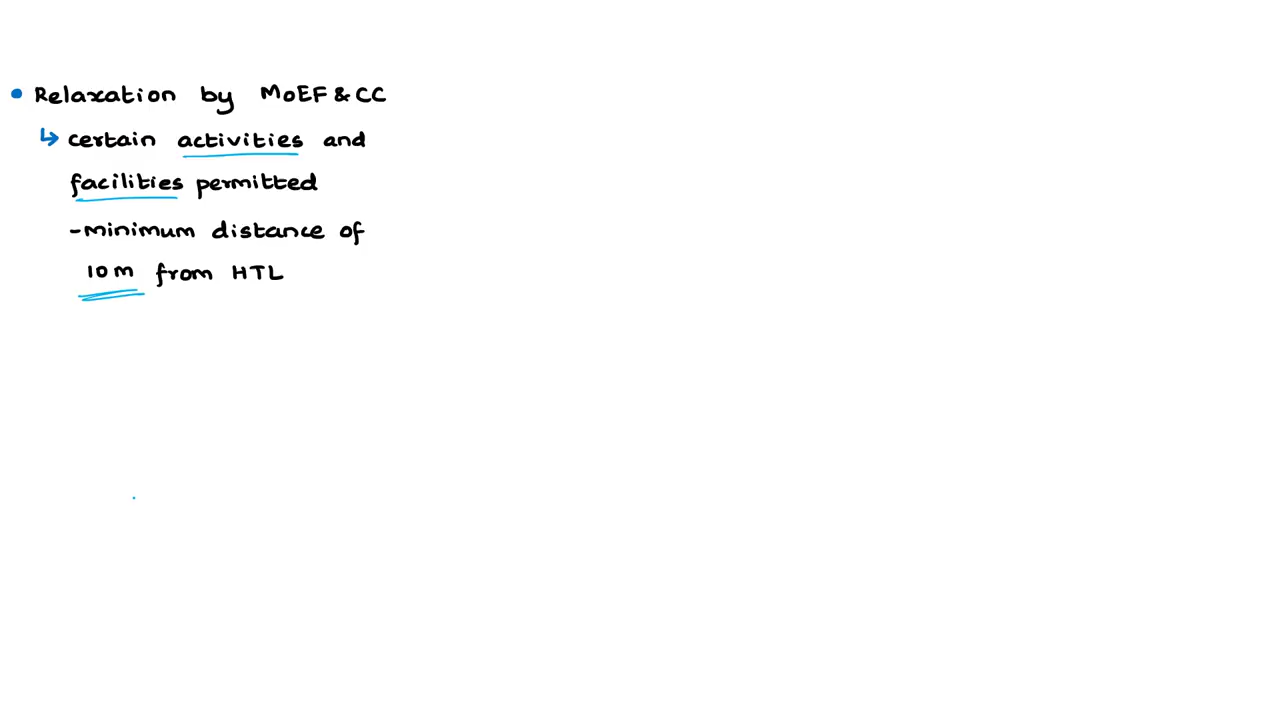 • Relaxation by MoEF & CC
↳ certain activities and
facilities permitted
- minimum distance of
10 m from HTL